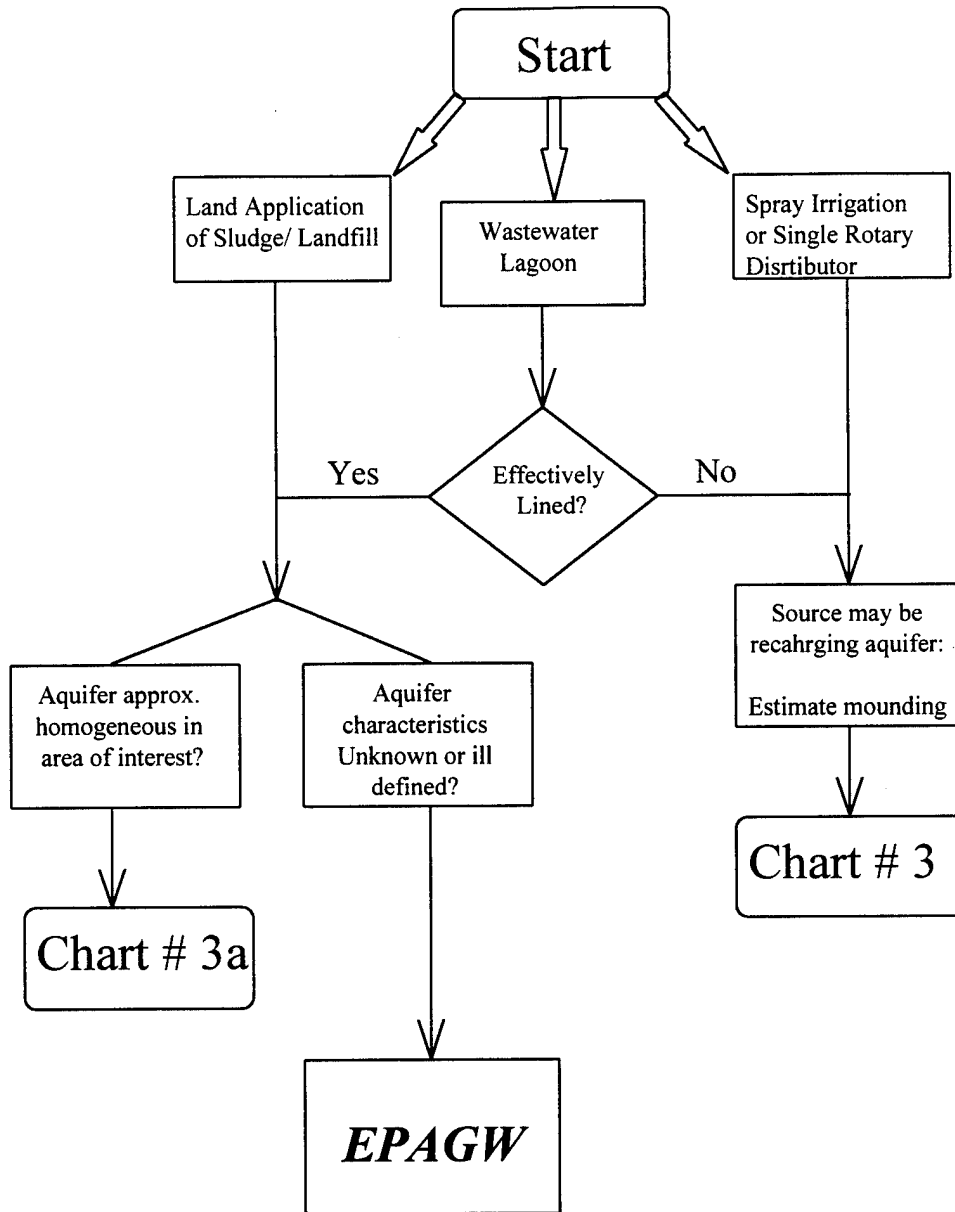 Start
Land Application
of Sludge/ Landfill
Wastewater
Lagoon
Spray Irrigation
or Single Rotary
Disrtibutor
Yes
Effectively
Lined?
No
Aquifer approx.
homogeneous in
area of interest?
Aquifer
characteristics
Unknown or ill
defined?
Source may be
recahrging aquifer:
Estimate mounding
Chart # 3a
Chart # 3
EPAGW